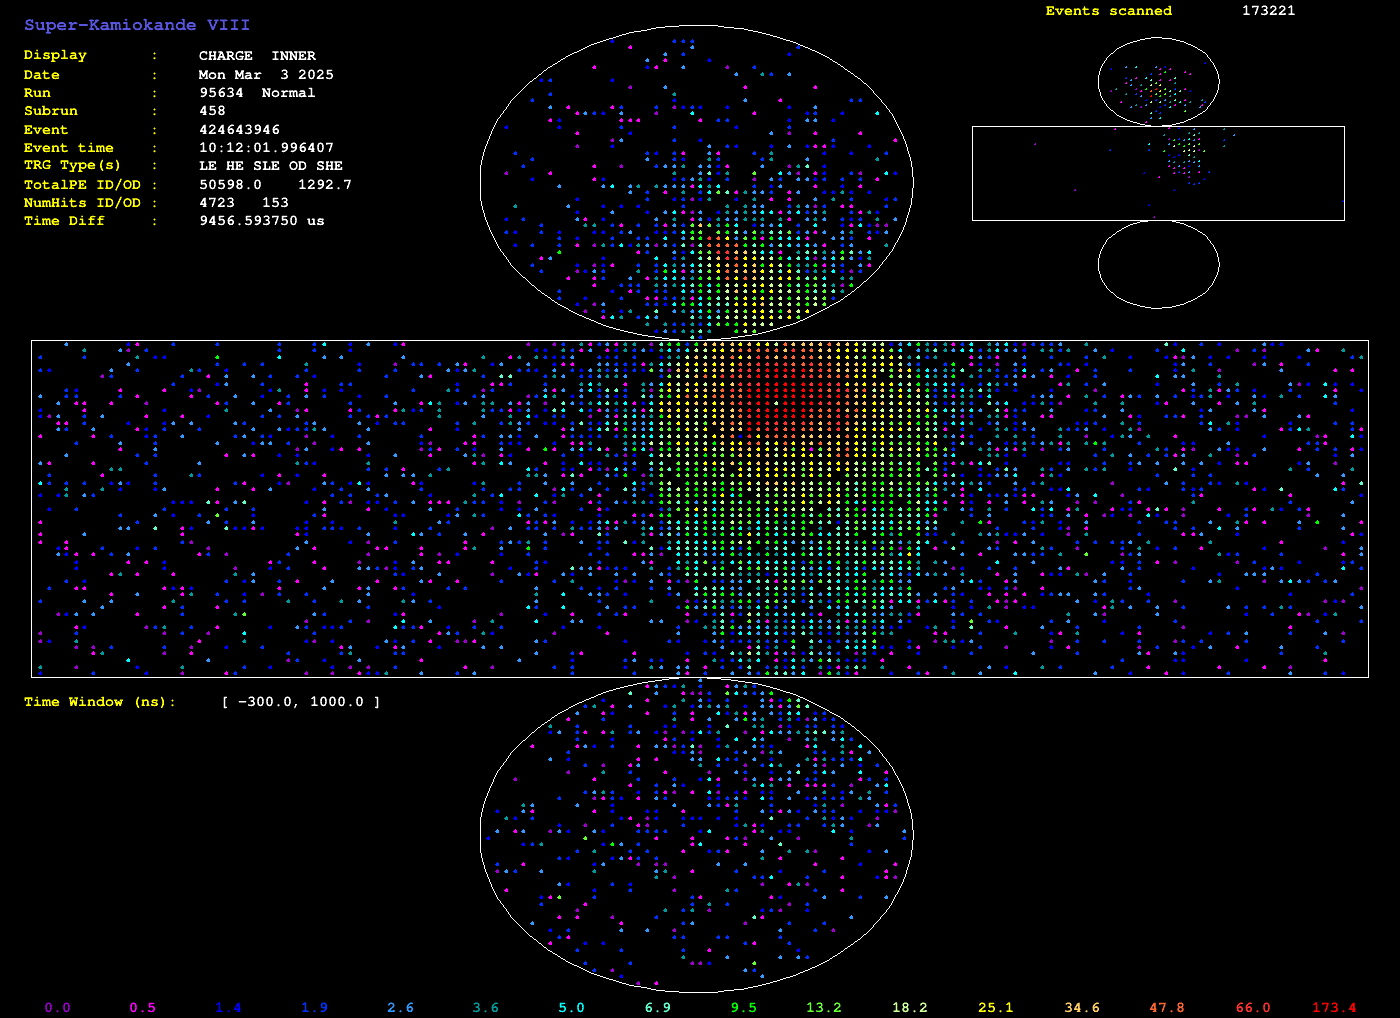 Super-Kamiokande VIII
Events scanned 173221
Display : CHARGE INNER
Date : Mon Mar 3 2025
Run : 95634 Normal
Subrun : 458
Event : 424643946
Event time : 10:12:01.996407
TRG Type(s) : LE HE SLE OD SHE
TotalPE ID/OD : 50598.0 1292.7
NumHits ID/OD : 4723 153
Time Diff : 9456.593750 us
Time Window (ns): [ -300.0, 1000.0 ]
0.0 0.5 1.4 1.9 2.6 3.6 5.0 6.9 9.5 13.2 18.2 25.1 34.6 47.8 66.0 173.4